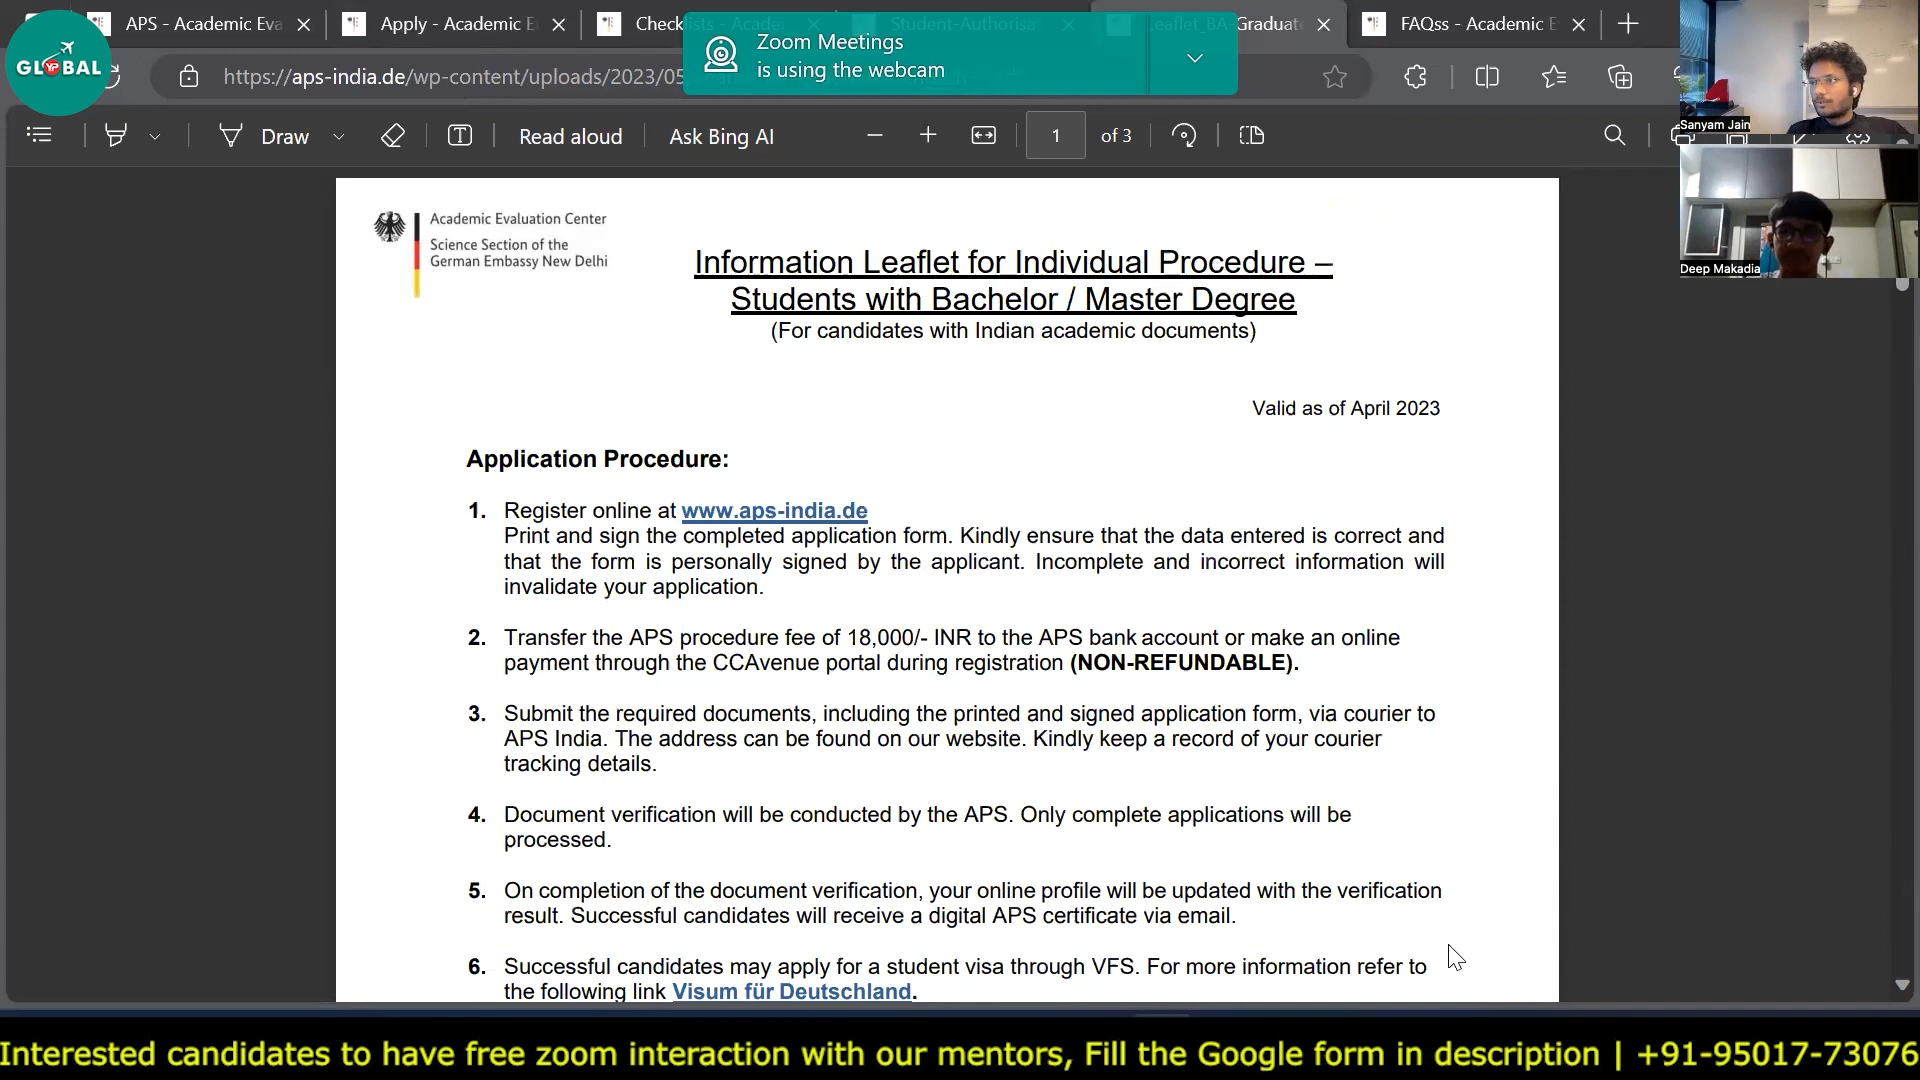 APS - Academic Eva
Apply - Academic E
Checklists - Acade
Student-Authorisa
Leaflet_BA-Graduate
FAQss - Academic E
Zoom Meetings
is using the webcam
GLOBAL
YP
https://aps-india.de/wp-content/uploads/2023/05
Draw
Read aloud
Ask Bing AI
1
of 3
Sanyam Jain
Deep Makadia
Academic Evaluation Center
Science Section of the
German Embassy New Delhi
Information Leaflet for Individual Procedure –
Students with Bachelor / Master Degree
(For candidates with Indian academic documents)
Valid as of April 2023
Application Procedure:
1. Register online at www.aps-india.de
Print and sign the completed application form. Kindly ensure that the data entered is correct and
that the form is personally signed by the applicant. Incomplete and incorrect information will
invalidate your application.
2. Transfer the APS procedure fee of 18,000/- INR to the APS bank account or make an online
payment through the CCAvenue portal during registration (NON-REFUNDABLE).
3. Submit the required documents, including the printed and signed application form, via courier to
APS India. The address can be found on our website. Kindly keep a record of your courier
tracking details.
4. Document verification will be conducted by the APS. Only complete applications will be
processed.
5. On completion of the document verification, your online profile will be updated with the verification
result. Successful candidates will receive a digital APS certificate via email.
6. Successful candidates may apply for a student visa through VFS. For more information refer to
the following link Visum für Deutschland.
Interested candidates to have free zoom interaction with our mentors, Fill the Google form in description | +91-95017-73076